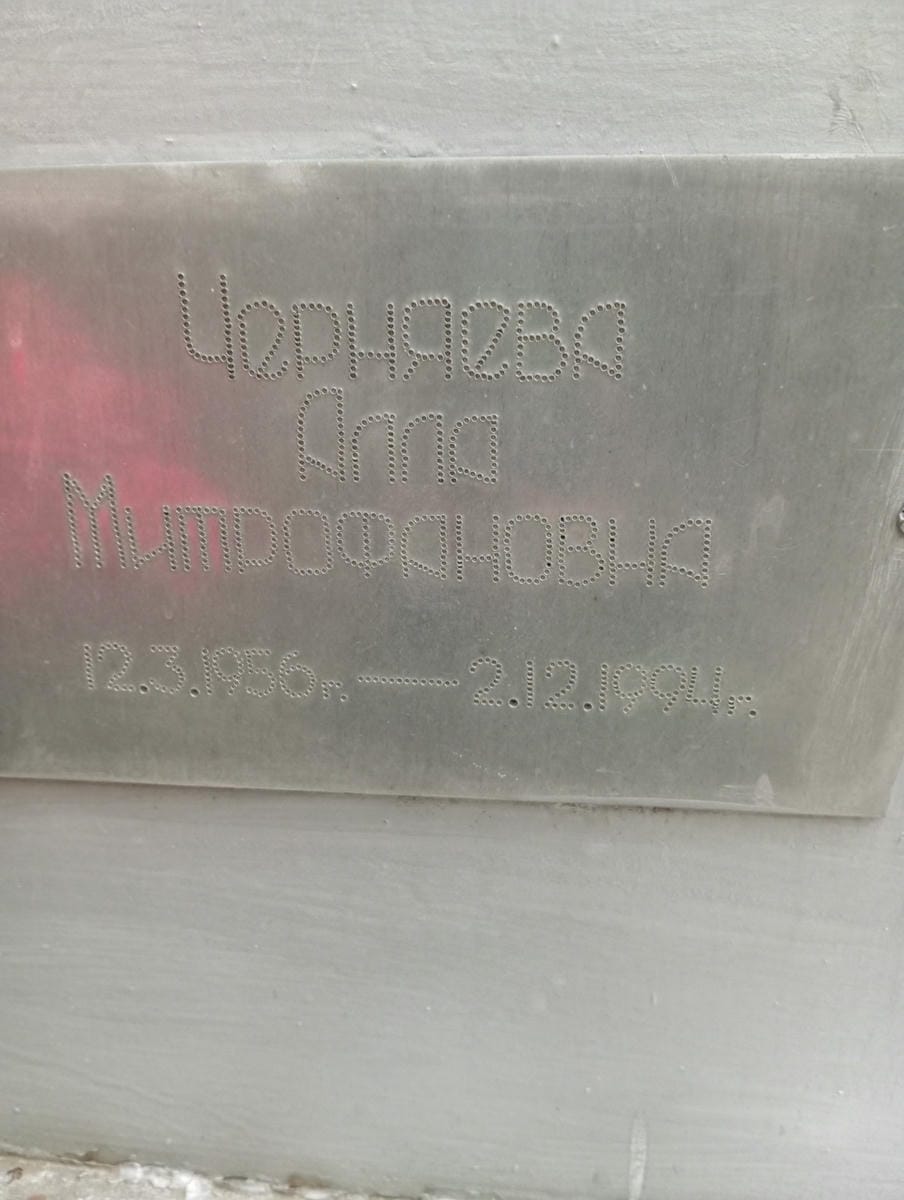 Черняева
Алла
Митрофановна
12.3.1956г. — 2.12.1994г.